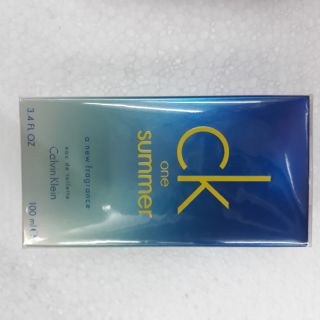 ck
one
summer
a new fragrance
eau de toilette
Calvin Klein
3.4 FL OZ 100 ml e